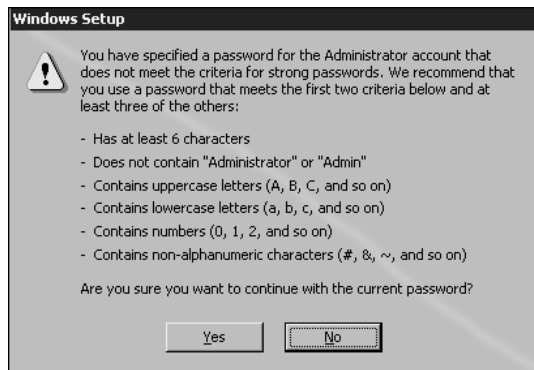 Windows Setup
You have specified a password for the Administrator account that
does not meet the criteria for strong passwords. We recommend that
you use a password that meets the first two criteria below and at
least three of the others:
- Has at least 6 characters
- Does not contain "Administrator" or "Admin"
- Contains uppercase letters (A, B, C, and so on)
- Contains lowercase letters (a, b, c, and so on)
- Contains numbers (0, 1, 2, and so on)
- Contains non-alphanumeric characters (#, &, ~, and so on)
Are you sure you want to continue with the current password?
Yes
No